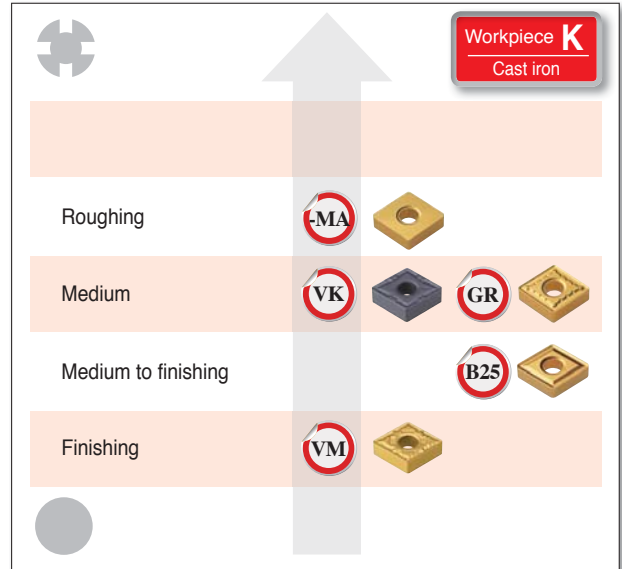 Workpiece K
Cast iron
Roughing -MA
Medium VK GR
Medium to finishing B25
Finishing VM